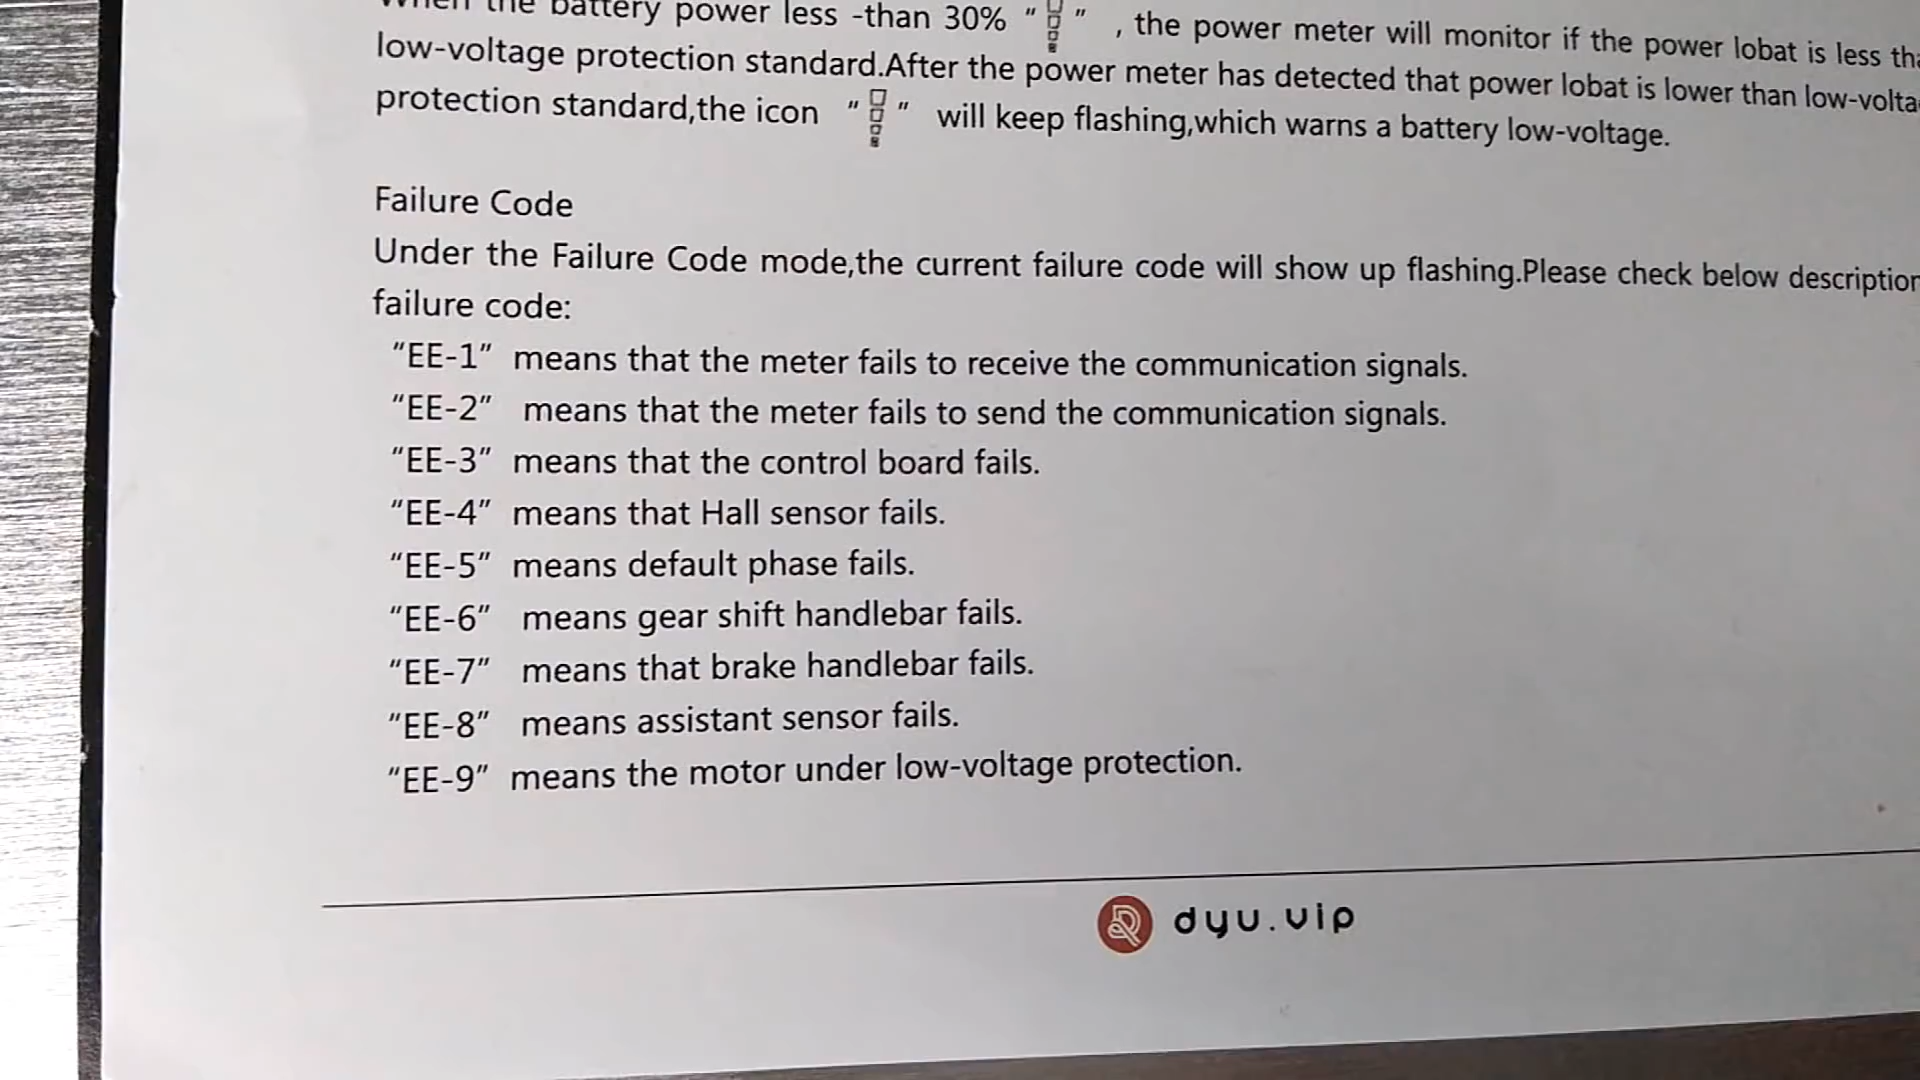 When the battery power less -than 30% " " , the power meter will monitor if the power lobat is less
low-voltage protection standard.After the power meter has detected that power lobat is lower than
protection standard,the icon " " will keep flashing,which warns a battery low-voltage.
Failure Code
Under the Failure Code mode,the current failure code will show up flashing.Please check below
failure code:
"EE-1" means that the meter fails to receive the communication signals.
"EE-2" means that the meter fails to send the communication signals.
"EE-3" means that the control board fails.
"EE-4" means that Hall sensor fails.
"EE-5" means default phase fails.
"EE-6" means gear shift handlebar fails.
"EE-7" means that brake handlebar fails.
"EE-8" means assistant sensor fails.
"EE-9" means the motor under low-voltage protection.
dyu.vip